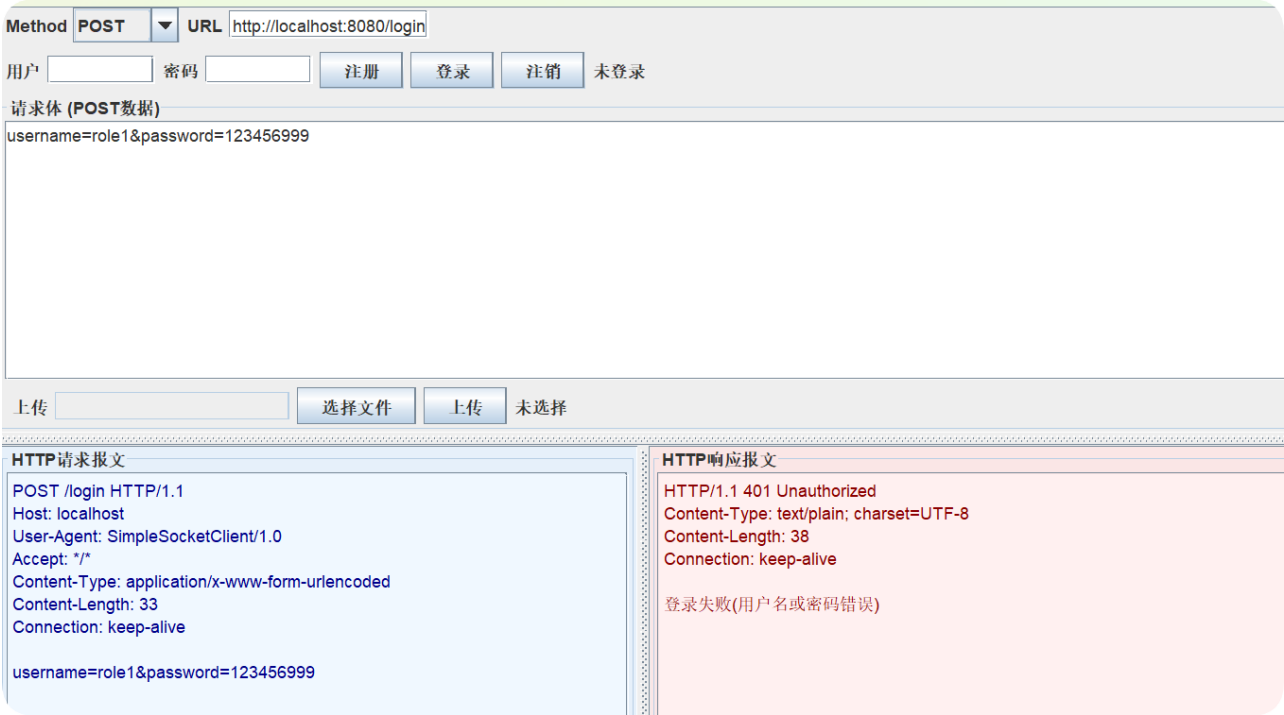 Method POST URL http://localhost:8080/login
用户 密码 注册 登录 注销 未登录
请求体 (POST数据)
username=role1&password=123456999
上传 选择文件 上传 未选择
HTTP请求报文
POST /login HTTP/1.1
Host: localhost
User-Agent: SimpleSocketClient/1.0
Accept: */*
Content-Type: application/x-www-form-urlencoded
Content-Length: 33
Connection: keep-alive
username=role1&password=123456999
HTTP响应报文
HTTP/1.1 401 Unauthorized
Content-Type: text/plain; charset=UTF-8
Content-Length: 38
Connection: keep-alive
登录失败(用户名或密码错误)